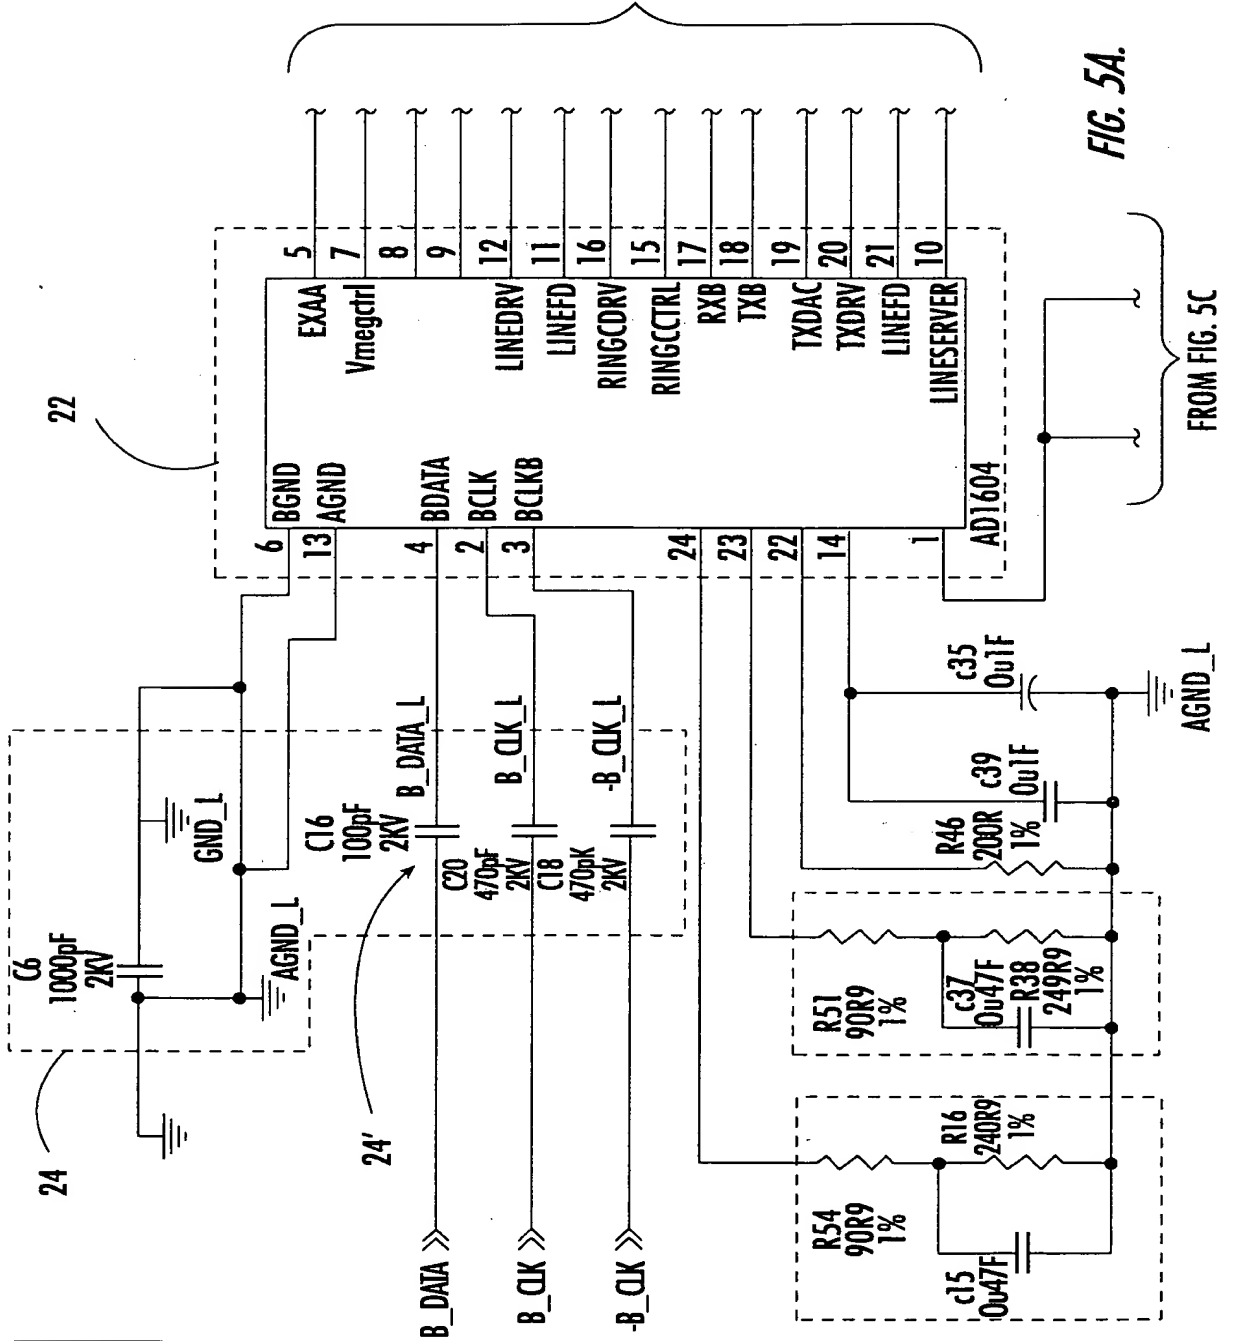 FIG. 5A.
22
24
24'
C6
1000pF
2KV
GND_L
AGND_L
C16
100pF
2KV
B_DATA_L
C20
470pF
2KV
B_CLK_L
C18
470pK
2KV
-B_CLK_L
B_DATA
B_CLK
-B_CLK
6
BGND
13
AGND
4
BDATA
2
BCLK
3
BCLKB
24
23
22
14
1
AD1604
5
EXAA
7
Vmegctrl
8
9
12
LINEDRV
11
LINEFD
16
RINGCDRV
15
RINGCCTRL
17
RXB
18
TXB
19
TXDAC
20
TXDRV
21
LINEFD
10
LINESERVER
FROM FIG. 5C
R54
90R9
1%
c15
0u47F
R16
240R9
1%
R51
90R9
1%
c37
0u47F
R38
249R9
1%
R46
200R
1%
c39
0u1F
c35
0u1F
AGND_L